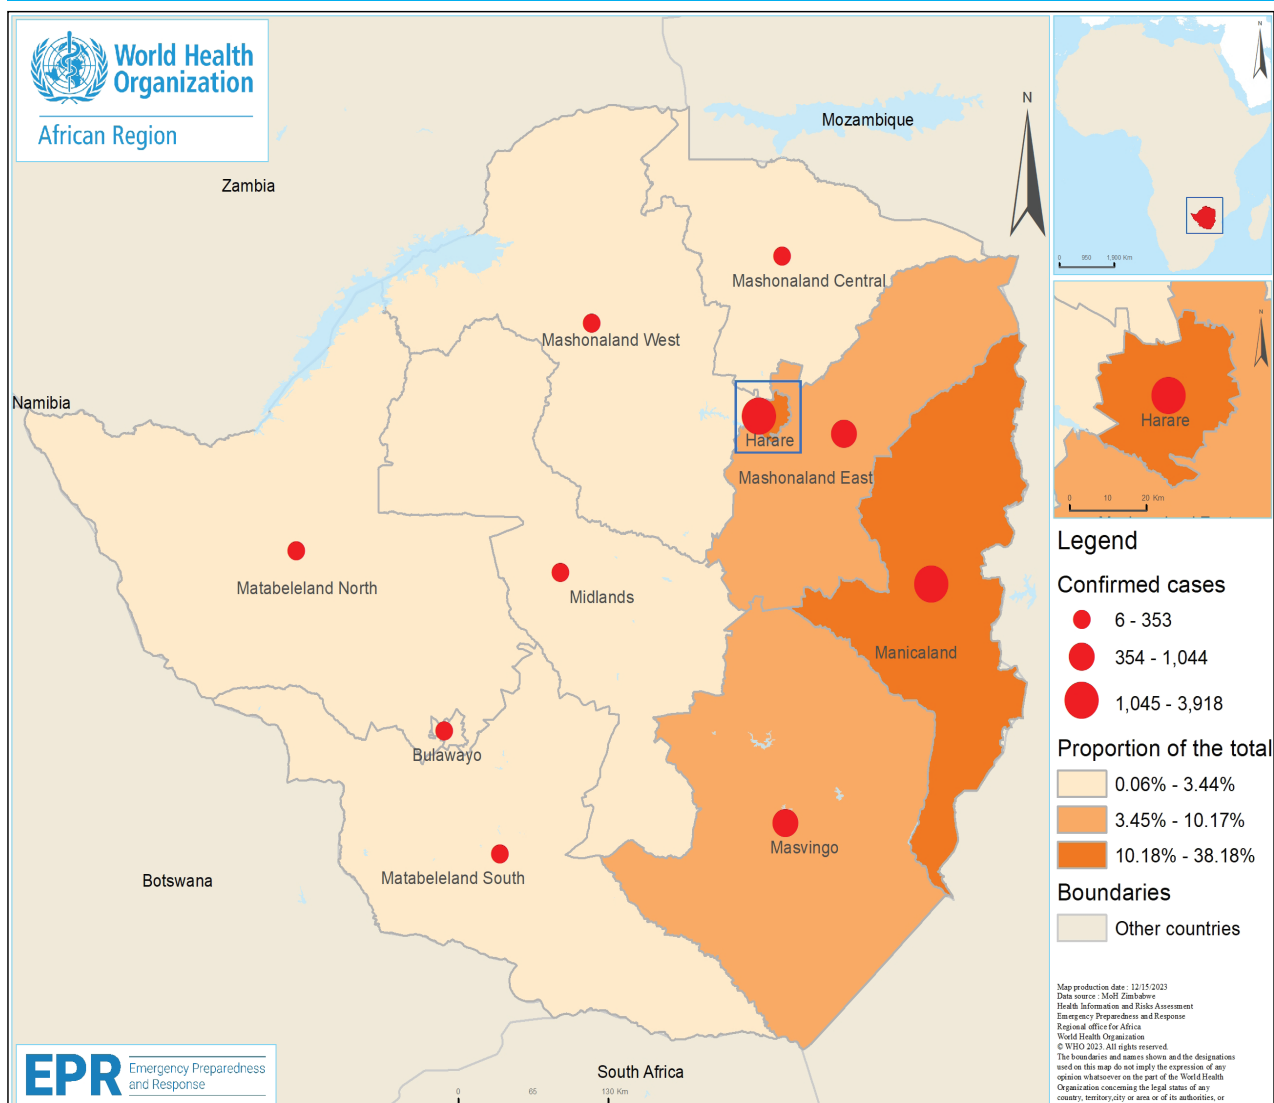 World Health
Organization
African Region
Zambia
Mozambique
N
Mashonaland Central
Mashonaland West
Namibia
Harare
Mashonaland East
Matabeleland North
Midlands
Manicaland
Bulawayo
Masvingo
Matabeleland South
Botswana
South Africa
EPR
Emergency Preparedness
and Response
0 65 130 Km
N
0 950 1,900 Km
N
Harare
0 10 20 Km
Legend
Confirmed cases
6 - 353
354 - 1,044
1,045 - 3,918
Proportion of the total
0.06% - 3.44%
3.45% - 10.17%
10.18% - 38.18%
Boundaries
Other countries
Map production date : 12/15/2023
Data source : MoH Zimbabwe
Health Information and Risks Assessment
Emergency Preparedness and Response
Regional office for Africa
World Health Organization
© WHO 2023. All rights reserved.
The boundaries and names shown and the designations
used on this map do not imply the expression of any
opinion whatsoever on the part of the World Health
Organization concerning the legal status of any
country, territory,city or area or of its authorities, or